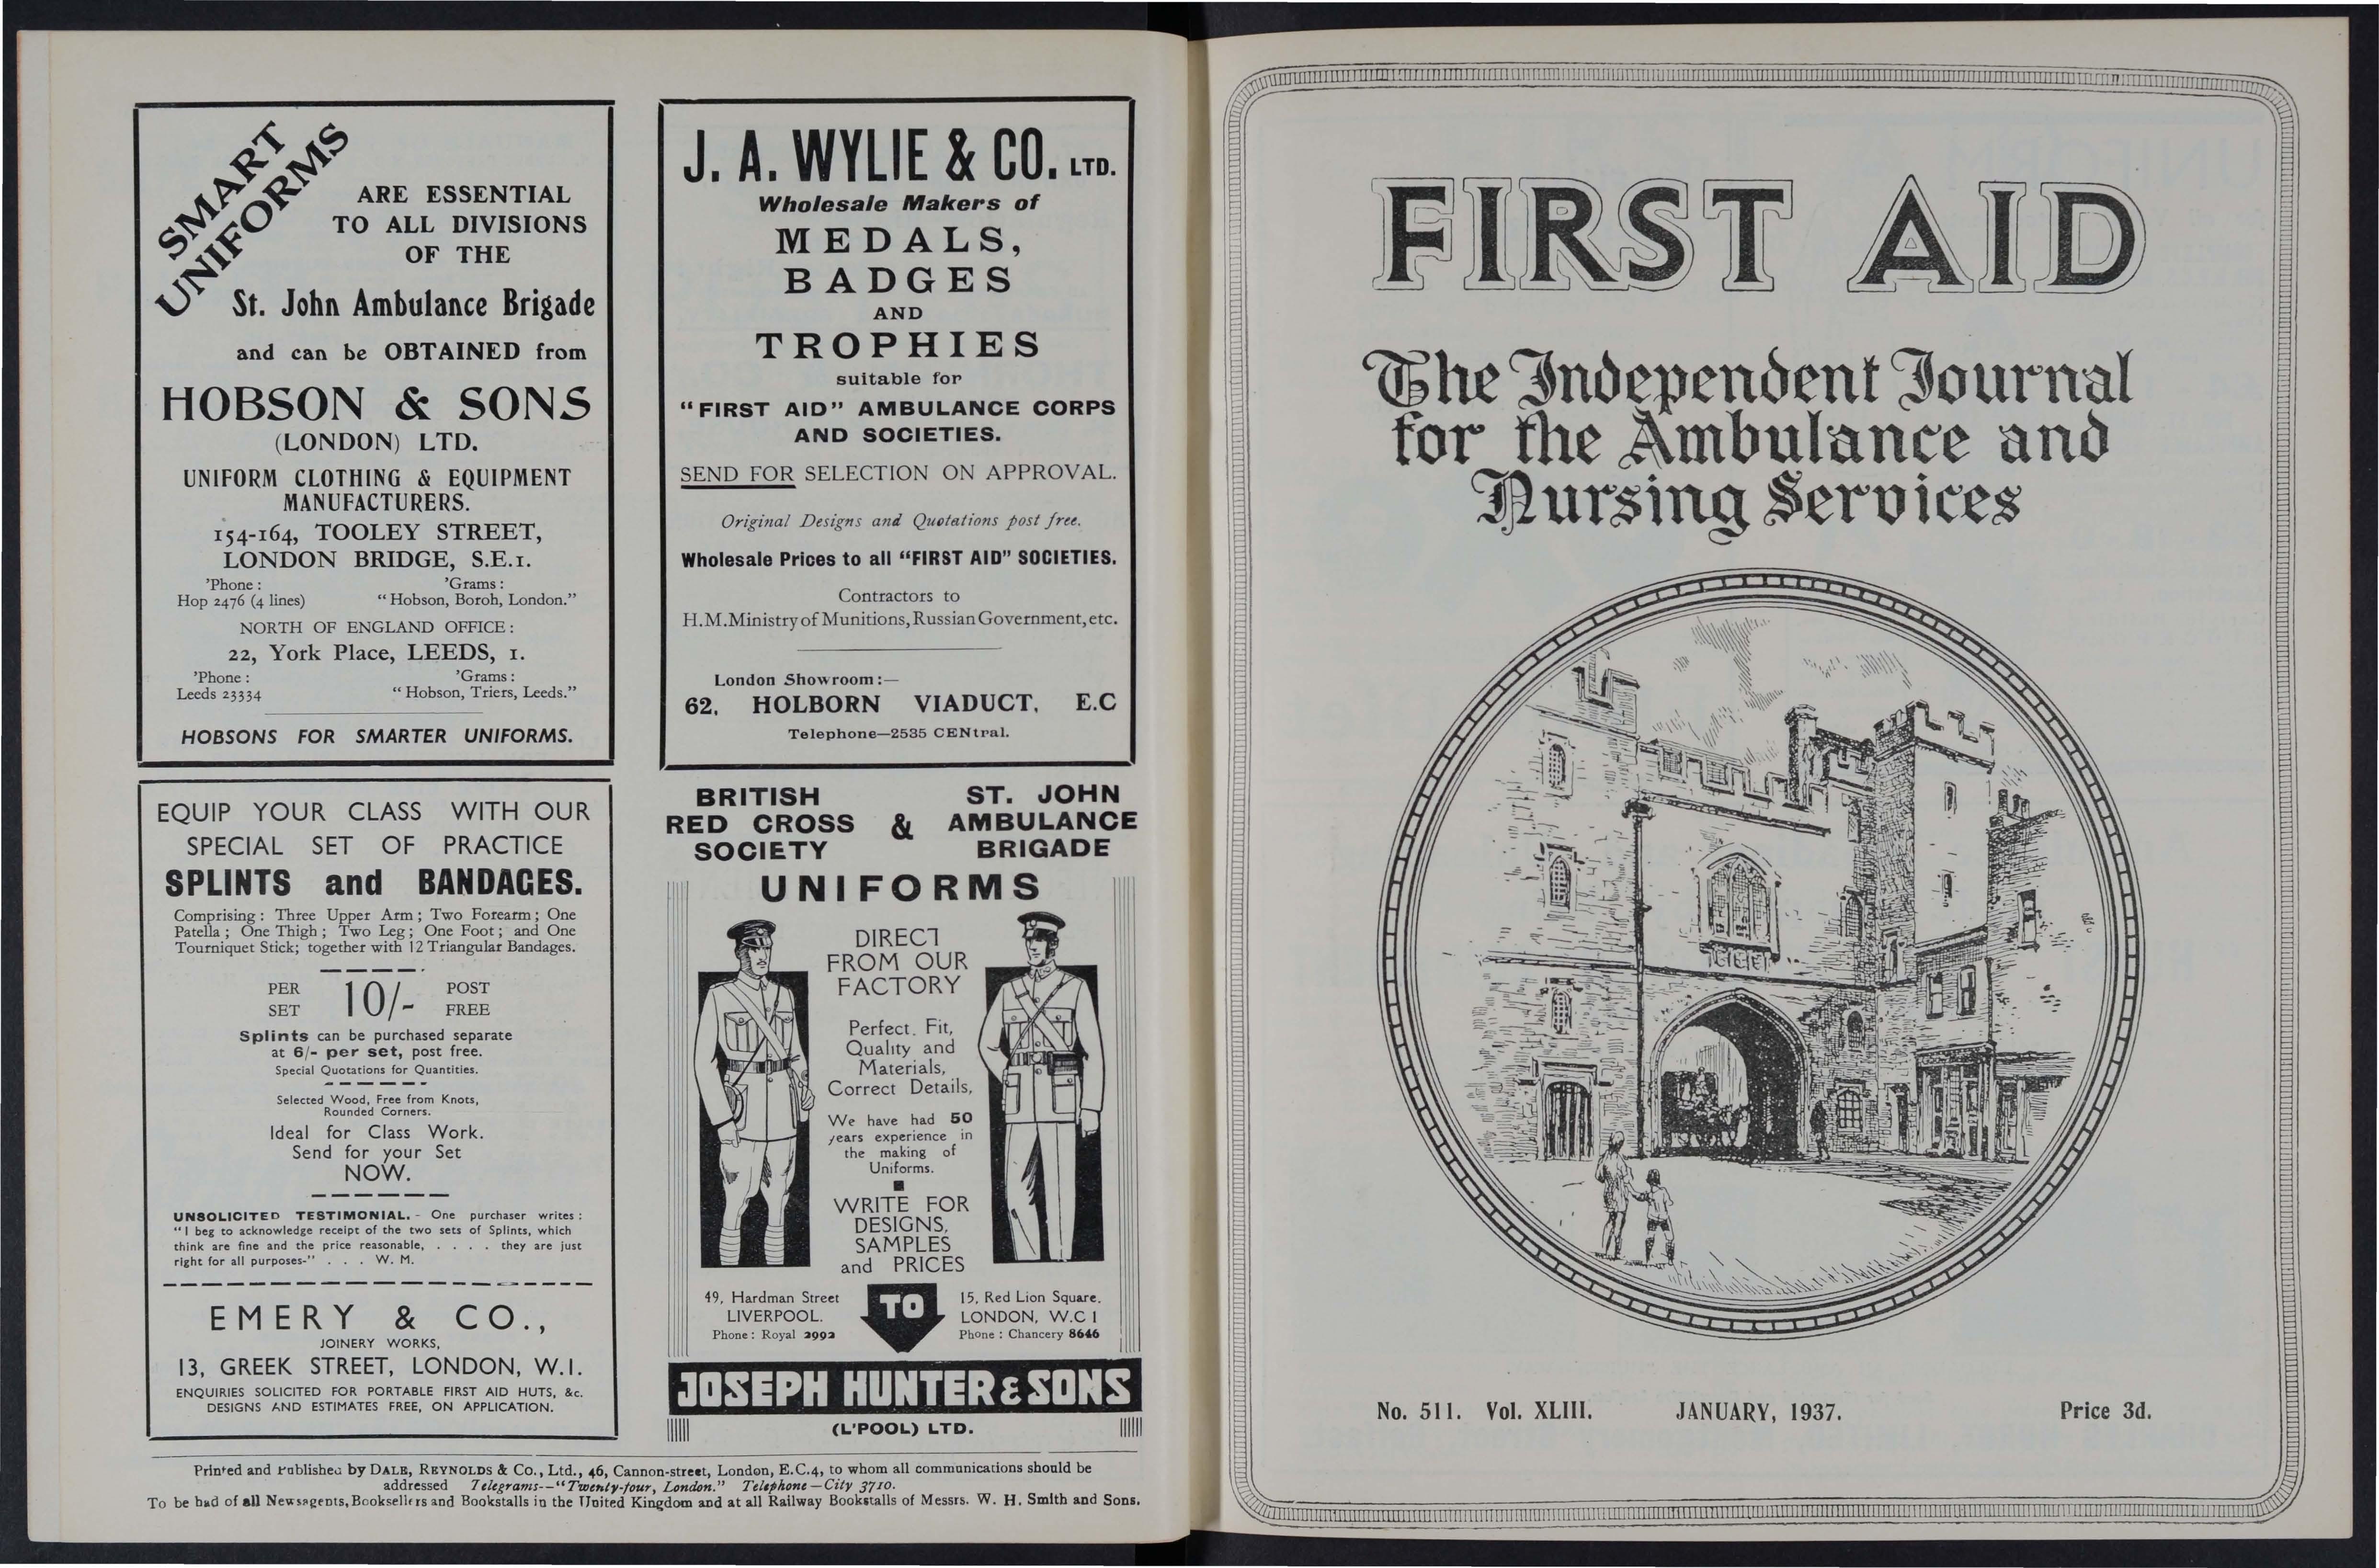 SMART
UNIFORMS
ARE ESSENTIAL
TO ALL DIVISIONS
OF THE
St. John Ambulance Brigade
and can be OBTAINED from
HOBSON & SONS
(LONDON) LTD.
UNIFORM CLOTHING & EQUIPMENT
MANUFACTURERS.
154-164, TOOLEY STREET,
LONDON BRIDGE, S.E.1.
'Phone : 'Grams :
Hop 2476 (4 lines) "Hobson, Boroh, London."
NORTH OF ENGLAND OFFICE :
22, York Place, LEEDS, 1.
'Phone : 'Grams :
Leeds 23334 "Hobson, Triers, Leeds."
HOBSONS FOR SMARTER UNIFORMS.
EQUIP YOUR CLASS WITH OUR
SPECIAL SET OF PRACTICE
SPLINTS and BANDAGES.
Comprising : Three Upper Arm ; Two Forearm ; One
Patella ; One Thigh ; Two Leg ; One Foot ; and One
Tourniquet Stick; together with 12 Triangular Bandages.
PER SET 10/- POST FREE
Splints can be purchased separate
at 6/- per set, post free.
Special Quotations for Quantities.
Selected Wood, Free from Knots,
Rounded Corners.
Ideal for Class Work.
Send for your Set
NOW.
UNSOLICITED TESTIMONIAL. - One purchaser writes :
"I beg to acknowledge receipt of the two sets of Splints, which
think are fine and the price reasonable, . . . . they are just
right for all purposes-" . . . W. M.
EMERY & CO.,
JOINERY WORKS,
13, GREEK STREET, LONDON, W.I.
ENQUIRIES SOLICITED FOR PORTABLE FIRST AID HUTS, &c.
DESIGNS AND ESTIMATES FREE, ON APPLICATION.
J. A. WYLIE & CO. LTD.
Wholesale Makers of
MEDALS,
BADGES
AND
TROPHIES
suitable for
"FIRST AID" AMBULANCE CORPS
AND SOCIETIES.
SEND FOR SELECTION ON APPROVAL.
Original Designs and Quotations post free.
Wholesale Prices to all "FIRST AID" SOCIETIES.
Contractors to
H.M.Ministry of Munitions, Russian Government, etc.
London Showroom :—
62, HOLBORN VIADUCT, E.C
Telephone—2535 CENtral.
BRITISH
RED CROSS
SOCIETY
&
ST. JOHN
AMBULANCE
BRIGADE
UNIFORMS
DIRECT
FROM OUR
FACTORY
Perfect. Fit,
Quality and
Materials,
Correct Details,
We have had 50
years experience in
the making of
Uniforms.
WRITE FOR
DESIGNS,
SAMPLES
and PRICES
TO
49, Hardman Street
LIVERPOOL.
Phone : Royal 2992
15, Red Lion Square,
LONDON, W.C 1
Phone : Chancery 8646
JOSEPH HUNTER & SONS
(L'POOL) LTD.
Printed and Published by DALE, REYNOLDS & Co., Ltd., 46, Cannon-street, London, E.C.4, to whom all communications should be
addressed Telegrams--"Twenty-four, London." Telephone—City 3710.
To be had of all Newsagents, Booksellers and Bookstalls in the United Kingdom and at all Railway Bookstalls of Messrs. W. H. Smith and Sons.
FIRST AID
The Independent Journal
for the Ambulance and
Nursing Services
No. 511. Vol. XLIII. JANUARY, 1937. Price 3d.